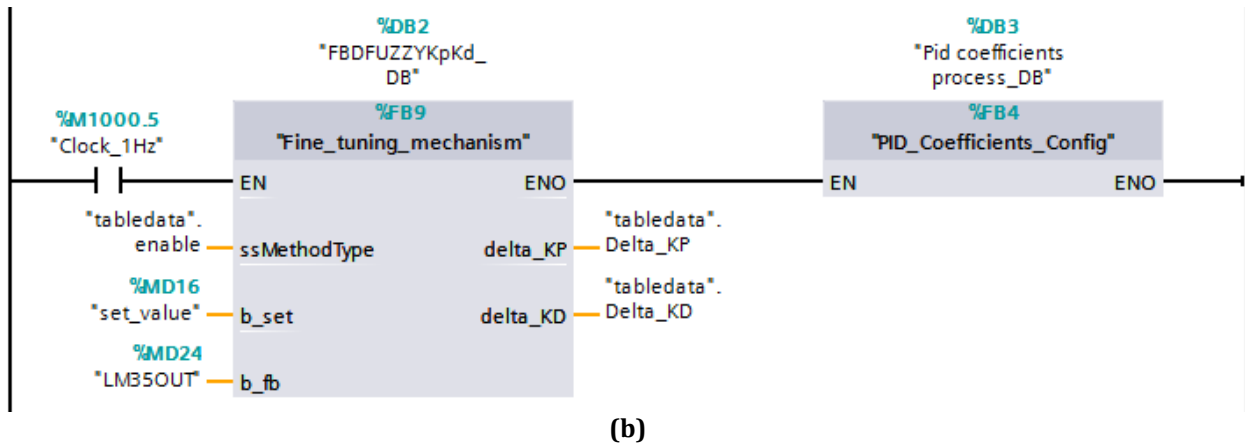 %DB2
"FBDFUZZYKpKd_
DB"
%DB3
"Pid coefficients
process_DB"
%M1000.5
"Clock_1Hz"
%FB9
"Fine_tuning_mechanism"
%FB4
"PID_Coefficients_Config"
EN
ENO
EN
ENO
"tabledata".
enable
ssMethodType
delta_KP
"tabledata".
Delta_KP
%MD16
"set_value"
b_set
delta_KD
"tabledata".
Delta_KD
%MD24
"LM35OUT"
b_fb
(b)